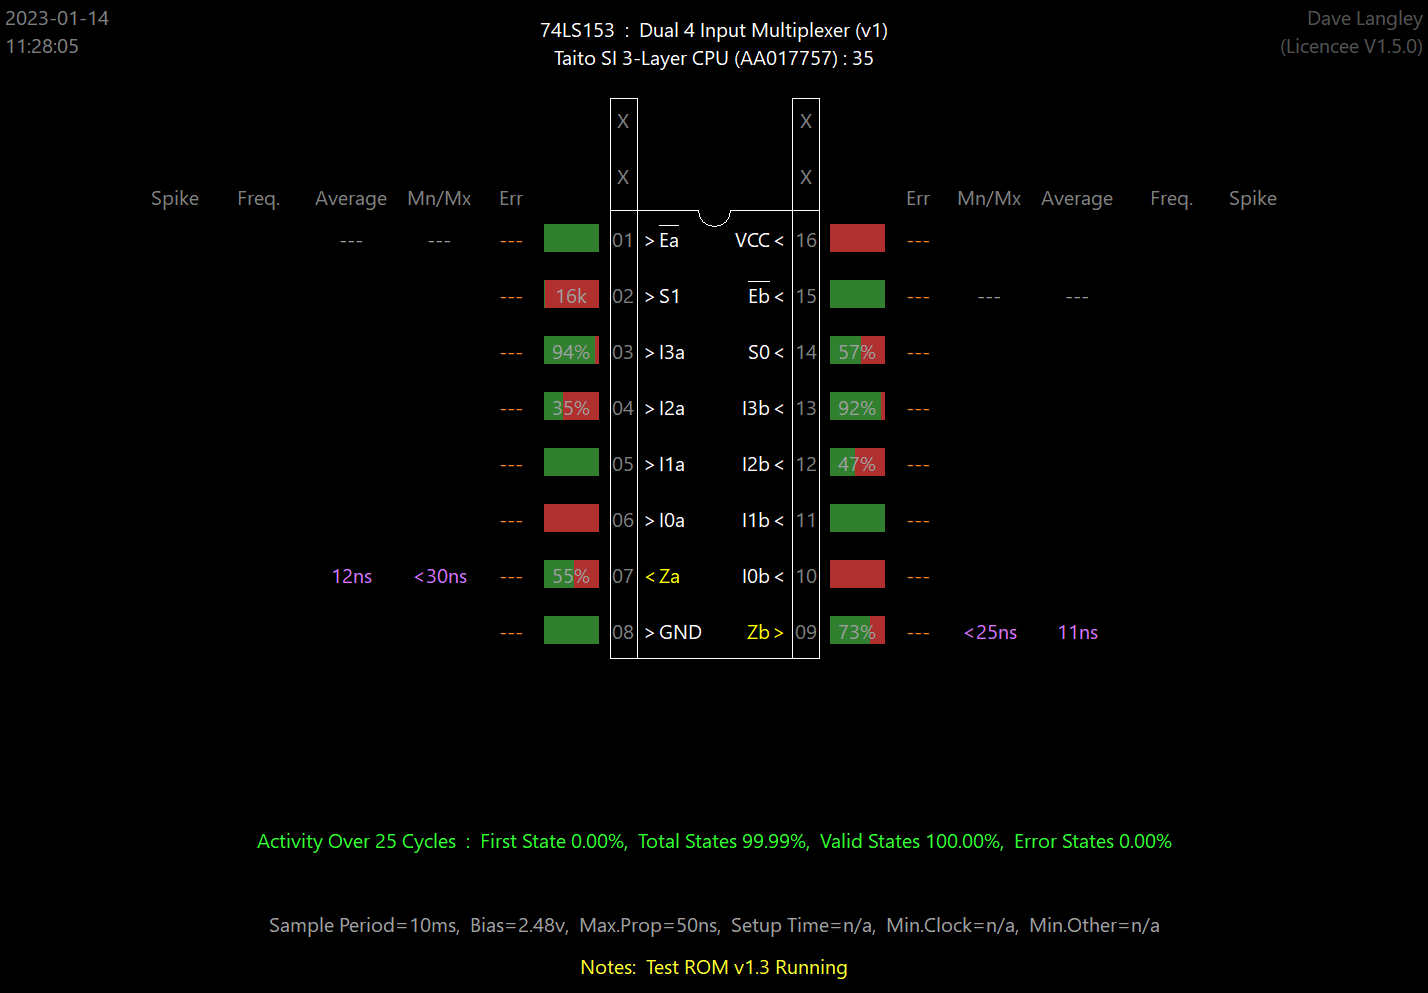 2023-01-14
11:28:05
74LS153 : Dual 4 Input Multiplexer (v1)
Taito SI 3-Layer CPU (AA017757) : 35
Dave Langley
(Licencee V1.5.0)
X X
X X
Spike Freq. Average Mn/Mx Err Err Mn/Mx Average Freq. Spike
--- --- --- 01 > Ea VCC < 16 ---
--- 16k 02 > S1 Eb < 15 --- --- ---
--- 94% 03 > I3a S0 < 14 57% ---
--- 35% 04 > I2a I3b < 13 92% ---
--- 05 > I1a I2b < 12 47% ---
--- 06 > I0a I1b < 11 ---
12ns <30ns --- 55% 07 < Za I0b < 10 ---
--- 08 > GND Zb > 09 73% --- <25ns 11ns
Activity Over 25 Cycles : First State 0.00%, Total States 99.99%, Valid States 100.00%, Error States 0.00%
Sample Period=10ms, Bias=2.48v, Max.Prop=50ns, Setup Time=n/a, Min.Clock=n/a, Min.Other=n/a
Notes: Test ROM v1.3 Running